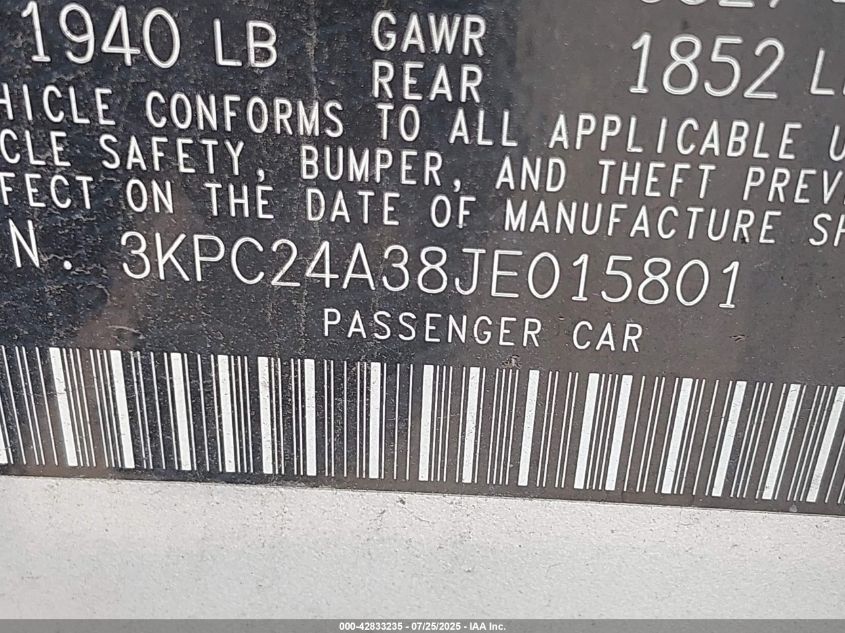 1940 LB GAWR 1852 L
REAR
HICLE CONFORMS TO ALL APPLICABLE U
CLE SAFETY, BUMPER, AND THEFT PREV
FECT ON THE DATE OF MANUFACTURE SH
N. 3KPC24A38JE015801
PASSENGER CAR
000-42833235 - 07/25/2025 - IAA Inc.